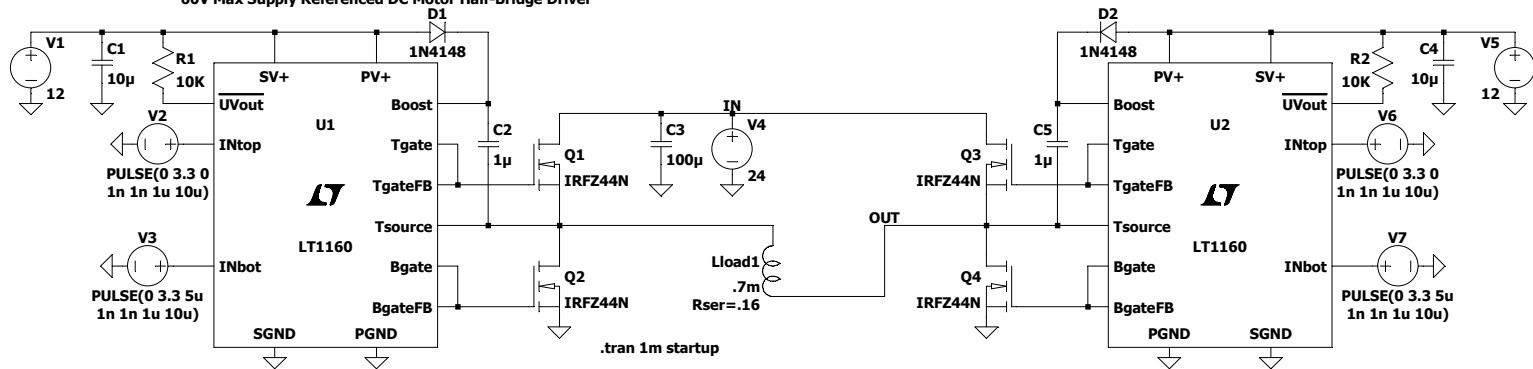 60V Max Supply Referenced DC Motor Half-Bridge Driver
V1
12
C1
10µ
R1
10K
D1
1N4148
SV+
PV+
UVout
Boost
U1
INtop
Tgate
TgateFB
LT
Tsource
LT1160
INbot
Bgate
BgateFB
SGND
PGND
V2
PULSE(0 3.3 0
1n 1n 1u 10u)
V3
PULSE(0 3.3 5u
1n 1n 1u 10u)
C2
1µ
Q1
IRFZ44N
Q2
IRFZ44N
C3
100µ
IN
V4
24
Lload1
.7m
Rser=.16
OUT
.tran 1m startup
Q3
IRFZ44N
Q4
IRFZ44N
C5
1µ
D2
1N4148
PV+
SV+
Boost
UVout
U2
Tgate
INtop
TgateFB
LT
Tsource
LT1160
Bgate
INbot
BgateFB
PGND
SGND
R2
10K
C4
10µ
V5
12
V6
PULSE(0 3.3 0
1n 1n 1u 10u)
V7
PULSE(0 3.3 5u
1n 1n 1u 10u)